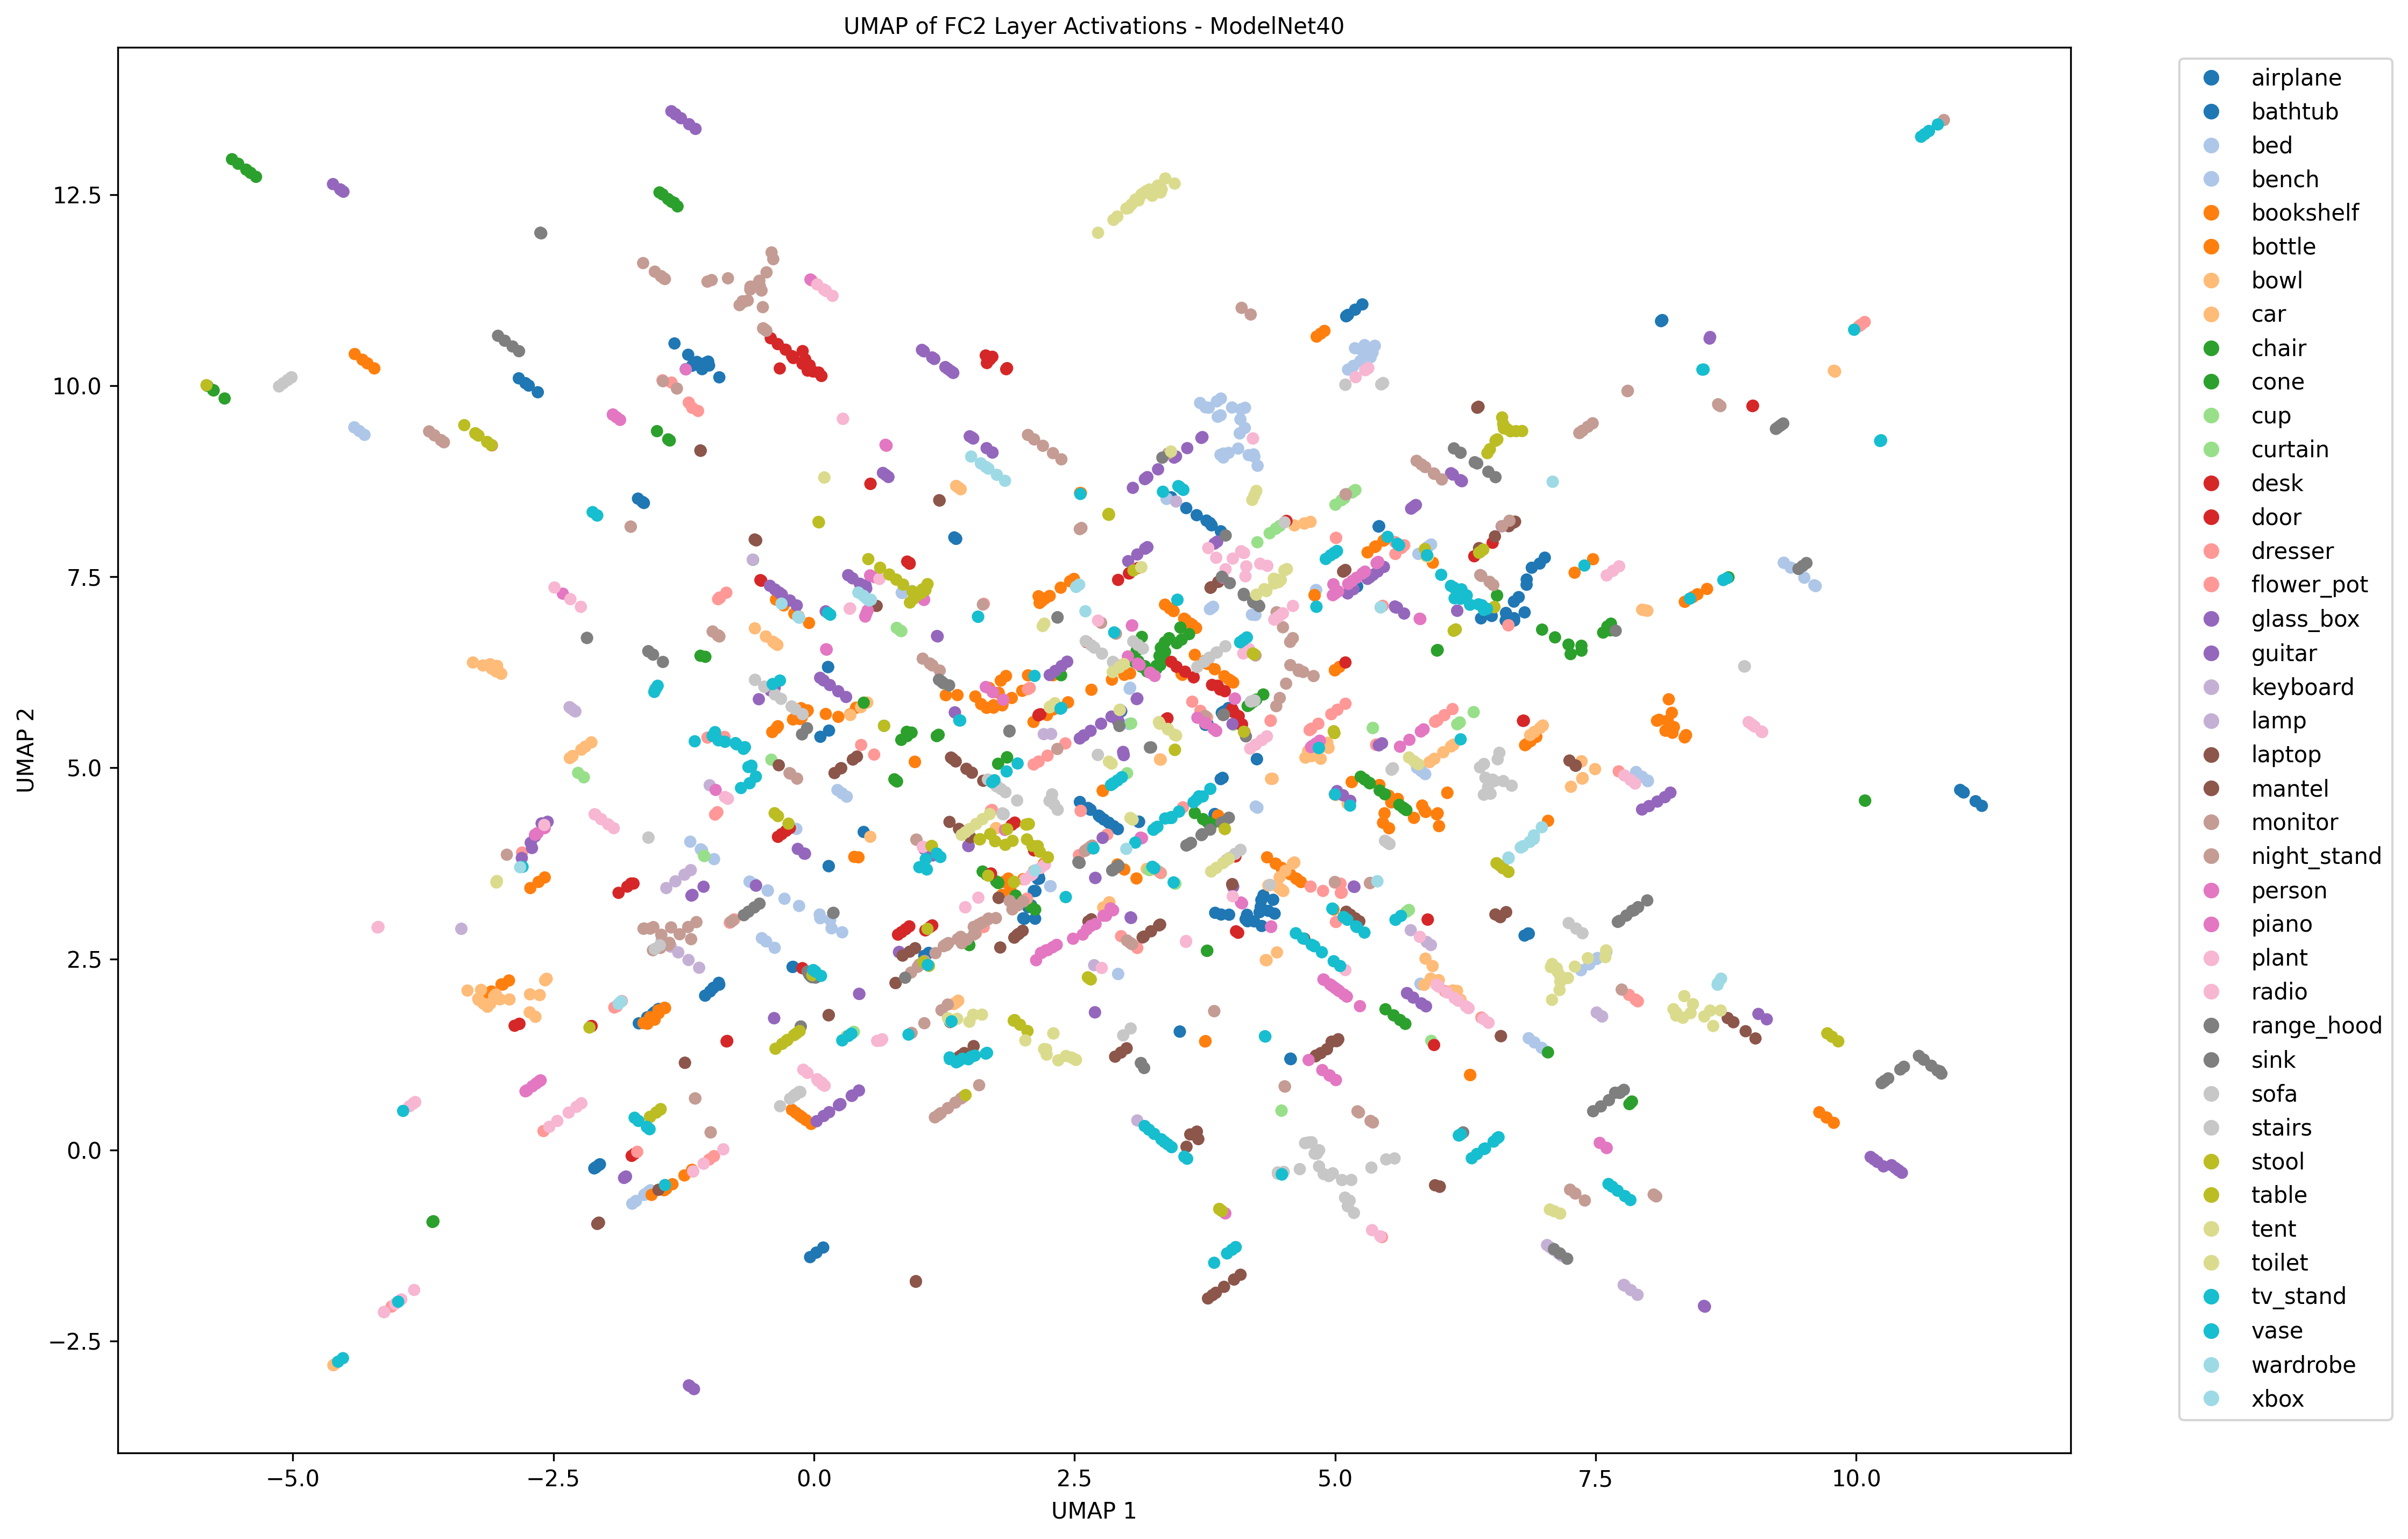 UMAP of FC2 Layer Activations - ModelNet40
UMAP 2
12.5
10.0
7.5
5.0
2.5
0.0
−2.5
−5.0
−2.5
0.0
2.5
5.0
7.5
10.0
UMAP 1
airplane
bathtub
bed
bench
bookshelf
bottle
bowl
car
chair
cone
cup
curtain
desk
door
dresser
flower_pot
glass_box
guitar
keyboard
lamp
laptop
mantel
monitor
night_stand
person
piano
plant
radio
range_hood
sink
sofa
stairs
stool
table
tent
toilet
tv_stand
vase
wardrobe
xbox